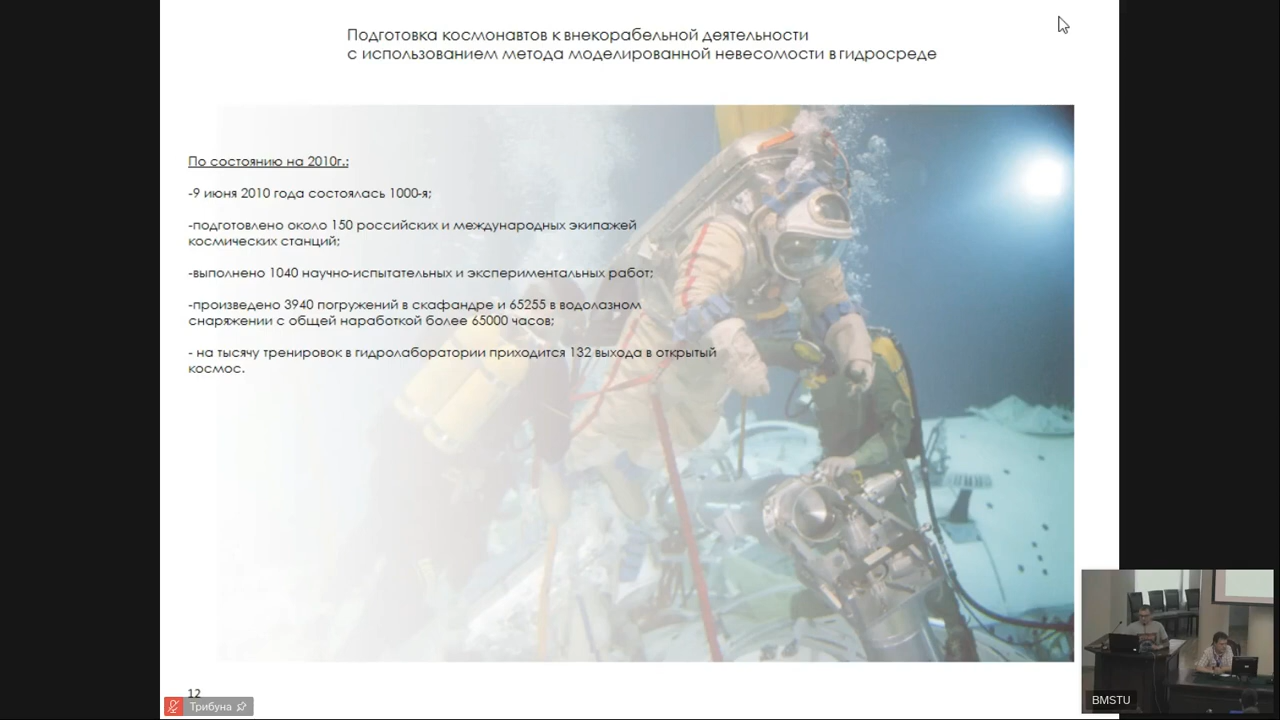 Подготовка космонавтов к внекорабельной деятельности
с использованием метода моделированной невесомости в гидросреде
По состоянию на 2010г.:
-9 июня 2010 года состоялась 1000-я;
-подготовлено около 150 российских и международных экипажей
космических станций;
-выполнено 1040 научно-испытательных и экспериментальных работ;
-произведено 3940 погружений в скафандре и 65255 в водолазном
снаряжении с общей наработкой более 65000 часов;
- на тысячу тренировок в гидролаборатории приходится 132 выхода в открытый
космос.
12
Трибуна
BMSTU